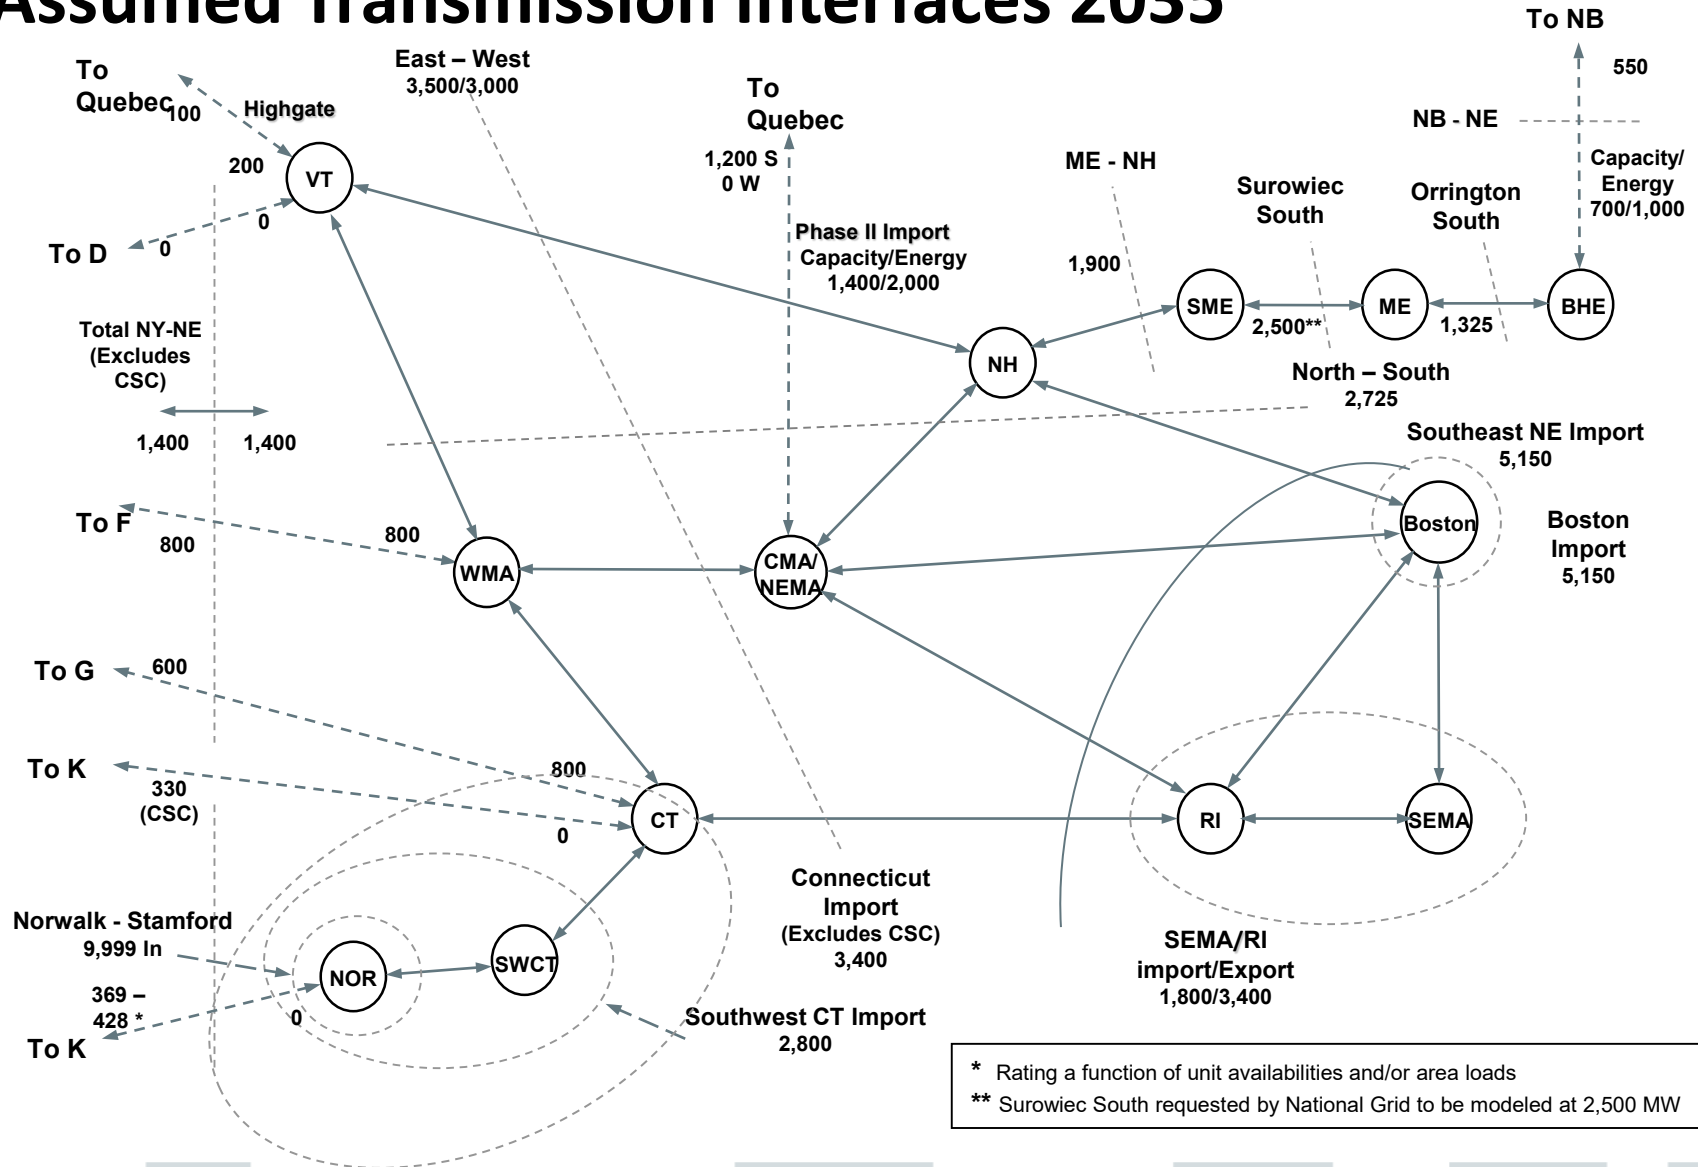 Assumed Transmission Interfaces 2035
To NB
550
East – West
3,500/3,000
To
Quebec
100
Highgate
To
Quebec
1,200 S
0 W
NB - NE
ME - NH
Capacity/
Energy
700/1,000
Surowiec
South
Orrington
South
200
VT
0
To D
0
Phase II Import
Capacity/Energy
1,400/2,000
1,900
SME
2,500**
ME
1,325
BHE
Total NY-NE
(Excludes
CSC)
1,400
1,400
NH
North – South
2,725
Southeast NE Import
5,150
To F
800
800
WMA
CMA/
NEMA
Boston
Boston
Import
5,150
To G
600
To K
330
(CSC)
800
0
CT
RI
SEMA
Connecticut
Import
(Excludes CSC)
3,400
Norwalk - Stamford
9,999 In
369 –
428 *
To K
0
NOR
SWCT
SEMA/RI
import/Export
1,800/3,400
Southwest CT Import
2,800
* Rating a function of unit availabilities and/or area loads
** Surowiec South requested by National Grid to be modeled at 2,500 MW